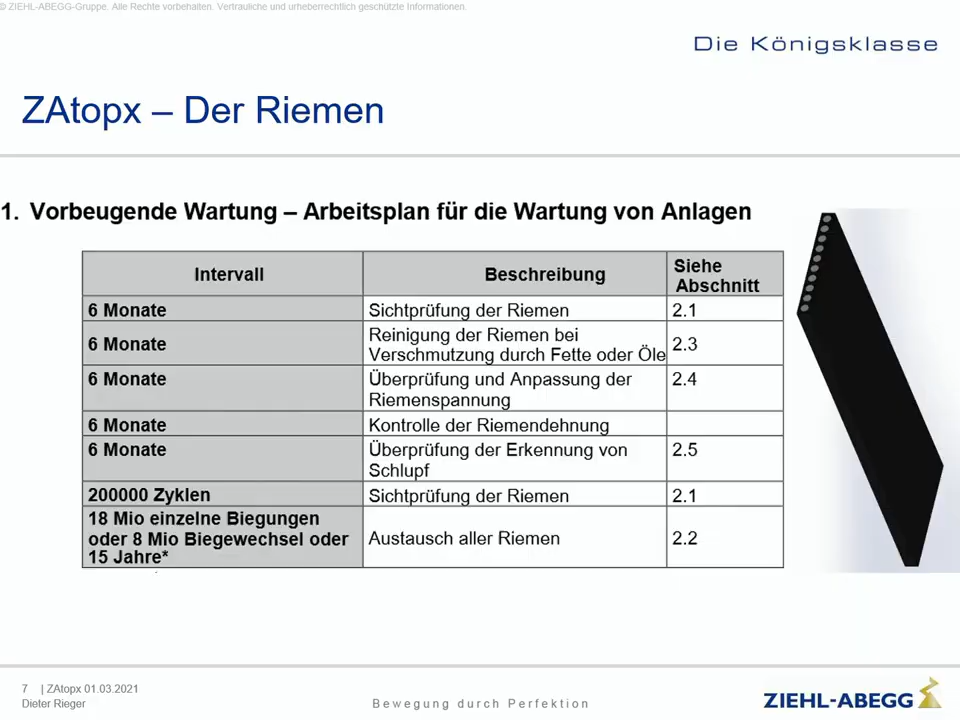 © ZIEHL-ABEGG-Gruppe. Alle Rechte vorbehalten. Vertrauliche und urheberrechtlich geschützte Informationen.
Die Königsklasse
ZAtopx – Der Riemen
1. Vorbeugende Wartung – Arbeitsplan für die Wartung von Anlagen
Intervall Beschreibung Siehe
Abschnitt
6 Monate Sichtprüfung der Riemen 2.1
6 Monate Reinigung der Riemen bei
Verschmutzung durch Fette oder Öle 2.3
6 Monate Überprüfung und Anpassung der 2.4
Riemenspannung
6 Monate Kontrolle der Riemendehnung
6 Monate Überprüfung der Erkennung von 2.5
Schlupf
200000 Zyklen Sichtprüfung der Riemen 2.1
18 Mio einzelne Biegungen
oder 8 Mio Biegewechsel oder Austausch aller Riemen 2.2
15 Jahre*
7 | ZAtopx 01.03.2021
Dieter Rieger
Bewegung durch Perfektion
ZIEHL-ABEGG